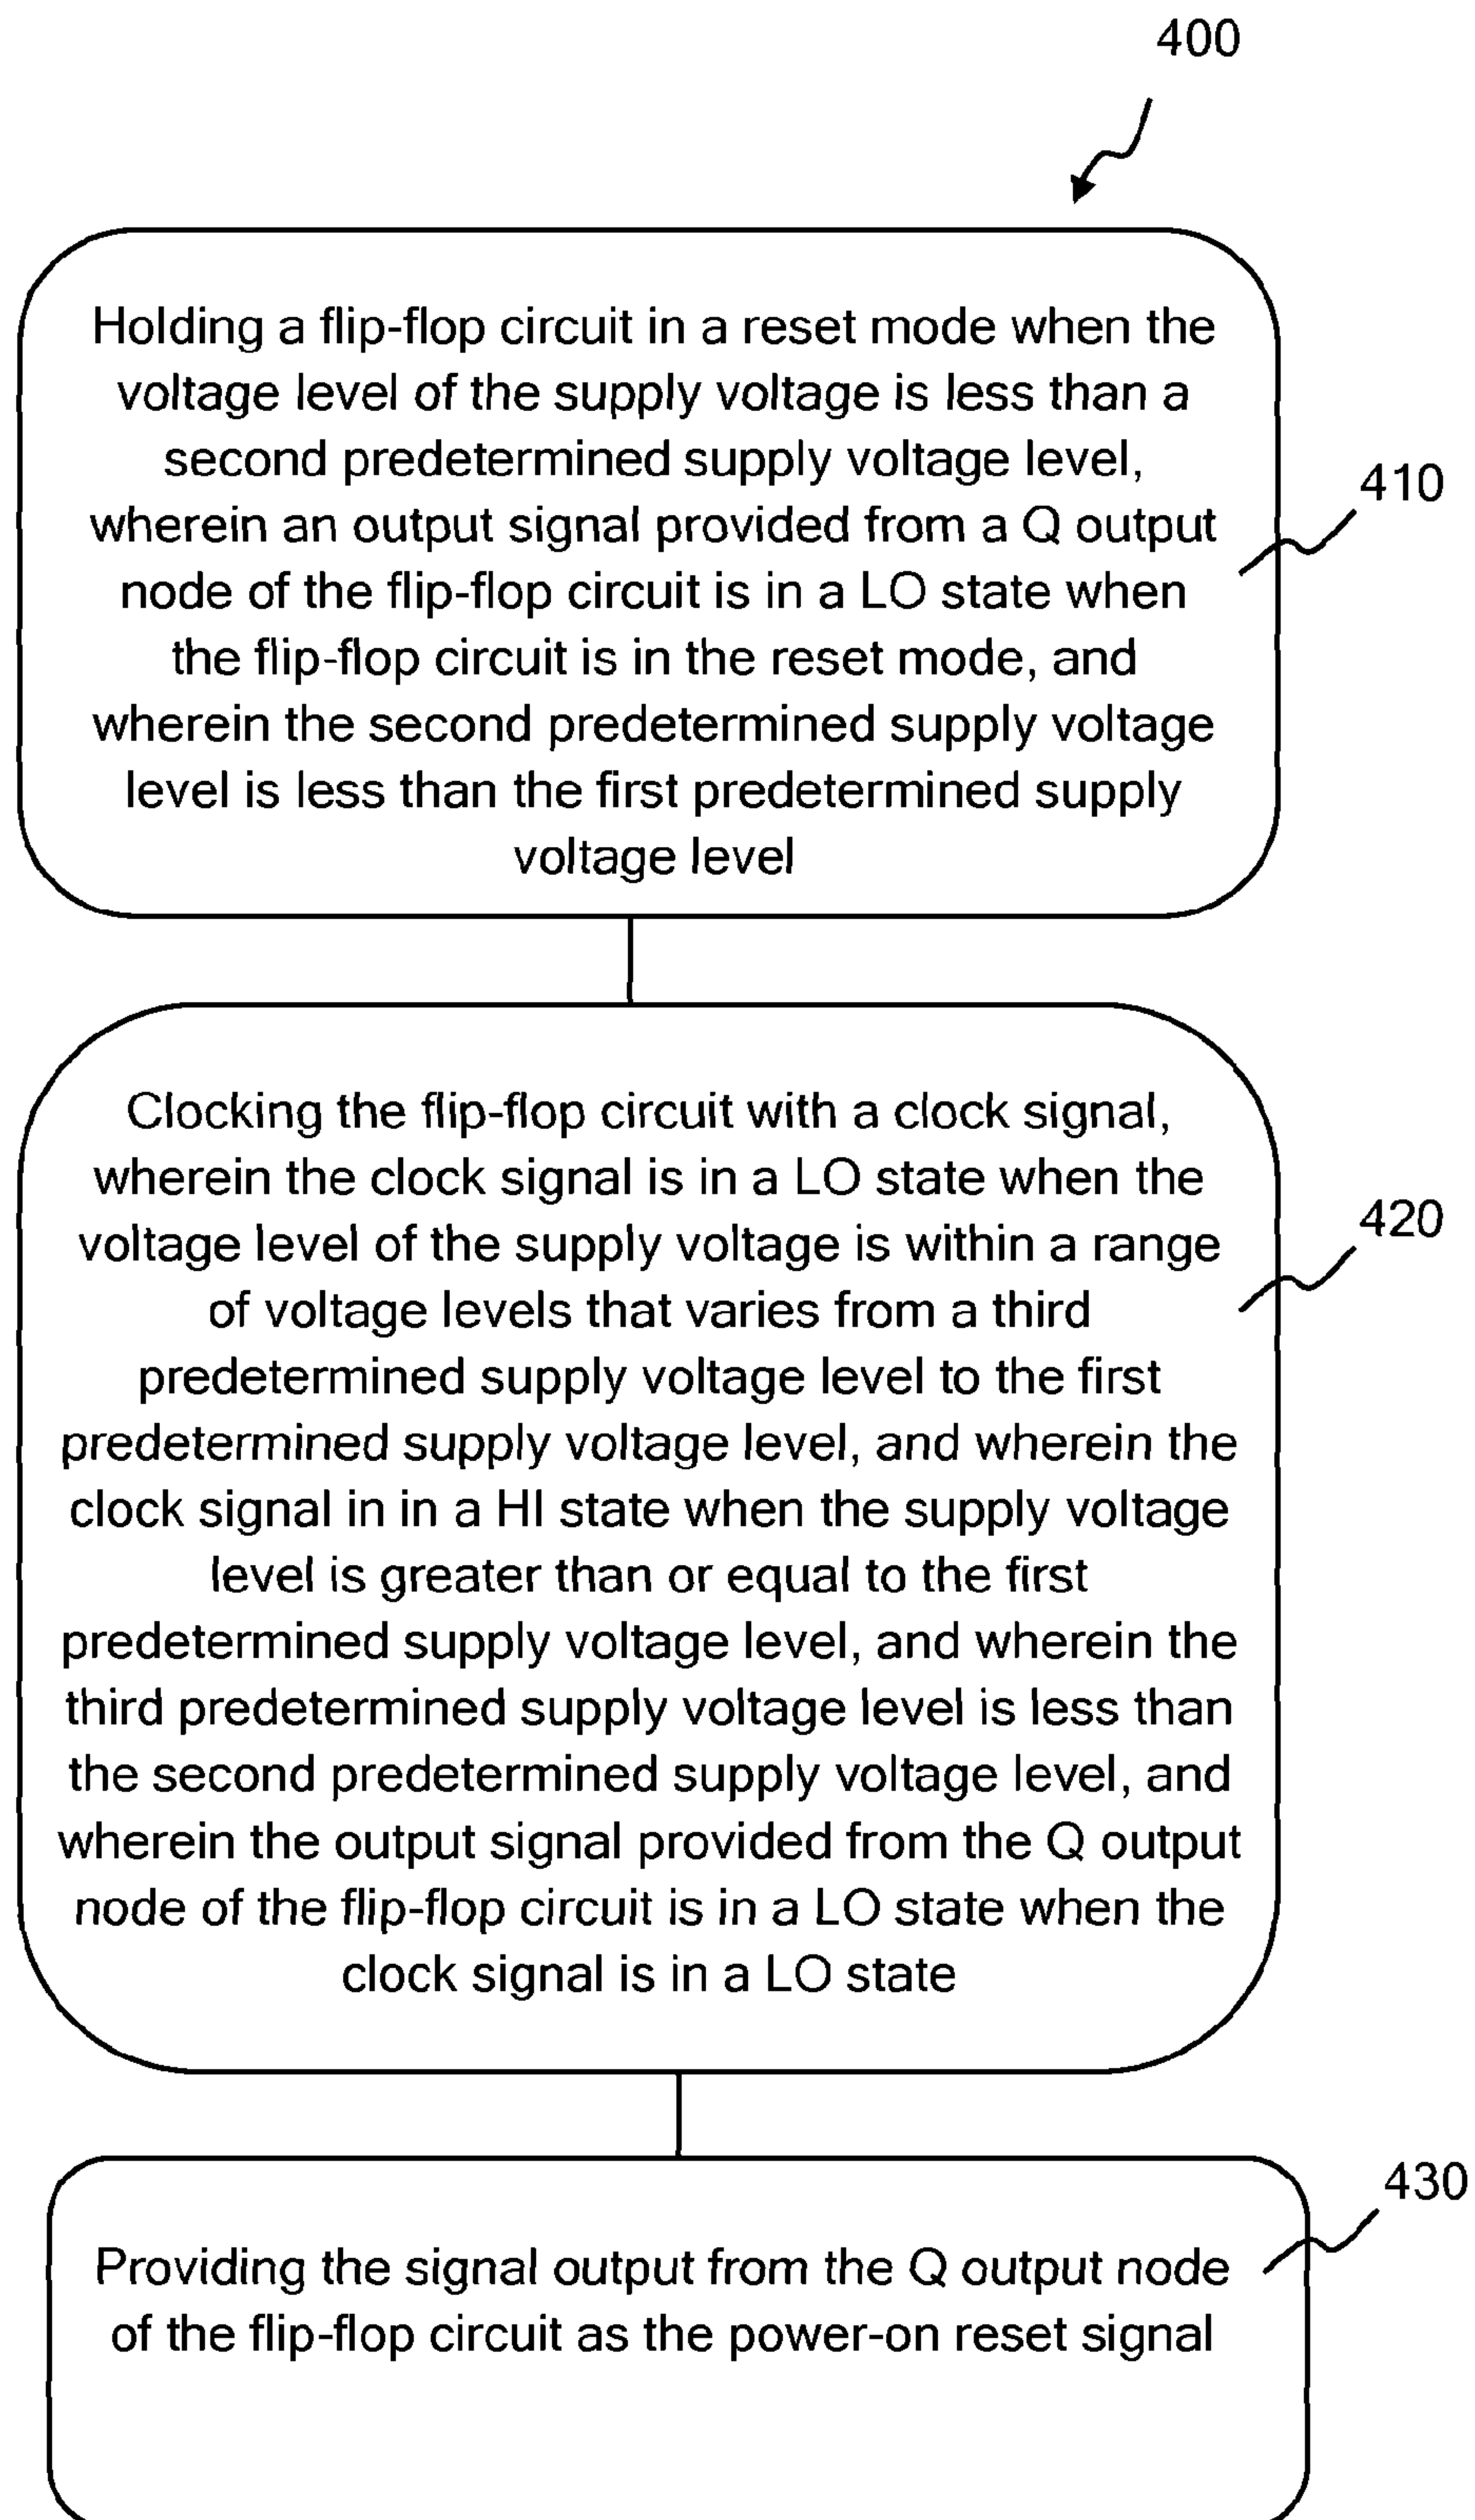 400
Holding a flip-flop circuit in a reset mode when the
voltage level of the supply voltage is less than a
second predetermined supply voltage level,
wherein an output signal provided from a Q output
node of the flip-flop circuit is in a LO state when
the flip-flop circuit is in the reset mode, and
wherein the second predetermined supply voltage
level is less than the first predetermined supply
voltage level
410
Clocking the flip-flop circuit with a clock signal,
wherein the clock signal is in a LO state when the
voltage level of the supply voltage is within a range
of voltage levels that varies from a third
predetermined supply voltage level to the first
predetermined supply voltage level, and wherein the
clock signal in in a HI state when the supply voltage
level is greater than or equal to the first
predetermined supply voltage level, and wherein the
third predetermined supply voltage level is less than
the second predetermined supply voltage level, and
wherein the output signal provided from the Q output
node of the flip-flop circuit is in a LO state when the
clock signal is in a LO state
420
Providing the signal output from the Q output node
of the flip-flop circuit as the power-on reset signal
430